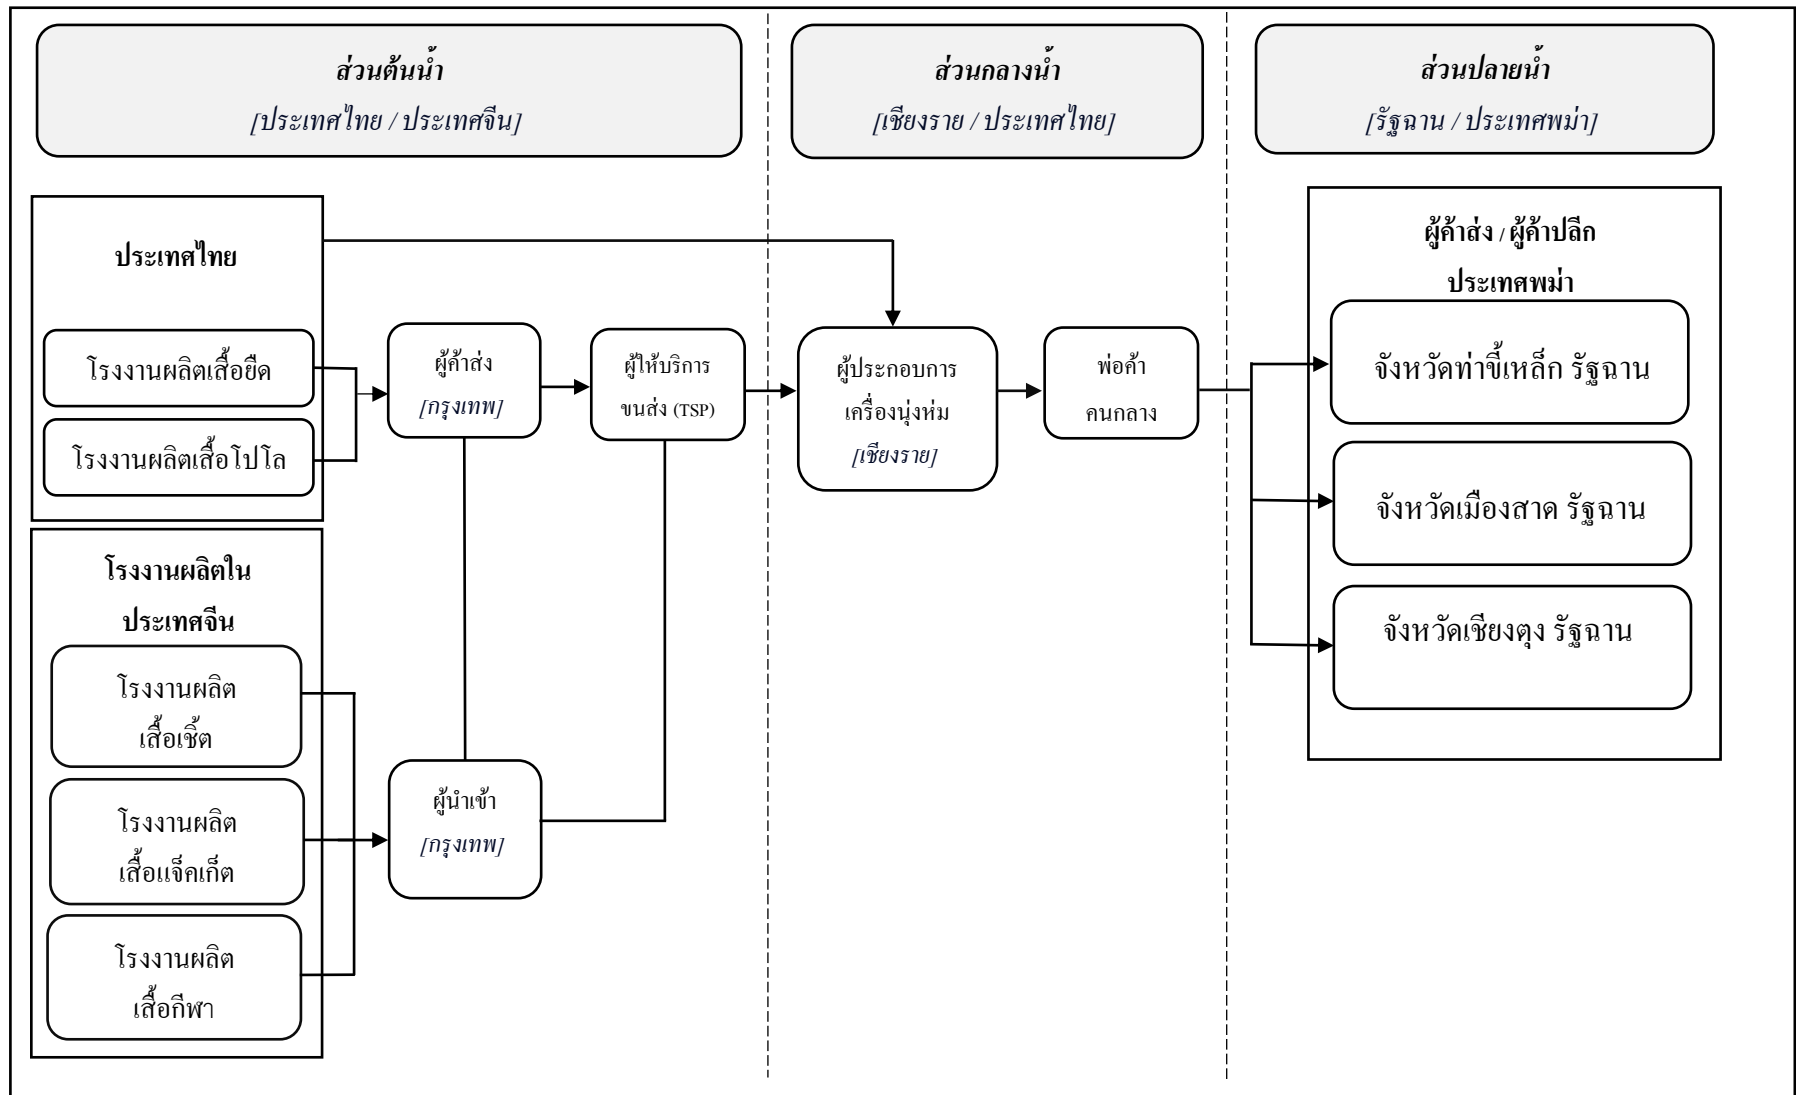 ส่วนต้นน้ำ
[ประเทศไทย / ประเทศจีน]
ส่วนกลางน้ำ
[เชียงราย / ประเทศไทย]
ส่วนปลายน้ำ
[รัฐฉาน / ประเทศพม่า]
ประเทศไทย
โรงงานผลิตเสื้อยืด
โรงงานผลิตเสื้อโปโล
โรงงานผลิตใน
ประเทศจีน
โรงงานผลิต
เสื้อเชิ้ต
โรงงานผลิต
เสื้อแจ็คเก็ต
โรงงานผลิต
เสื้อกีฬา
ผู้ค้าส่ง
[กรุงเทพ]
ผู้นำเข้า
[กรุงเทพ]
ผู้ให้บริการ
ขนส่ง (TSP)
ผู้ประกอบการ
เครื่องนุ่งห่ม
[เชียงราย]
พ่อค้า
คนกลาง
ผู้ค้าส่ง / ผู้ค้าปลีก
ประเทศพม่า
จังหวัดท่าขี้เหล็ก รัฐฉาน
จังหวัดเมืองสาด รัฐฉาน
จังหวัดเชียงตุง รัฐฉาน